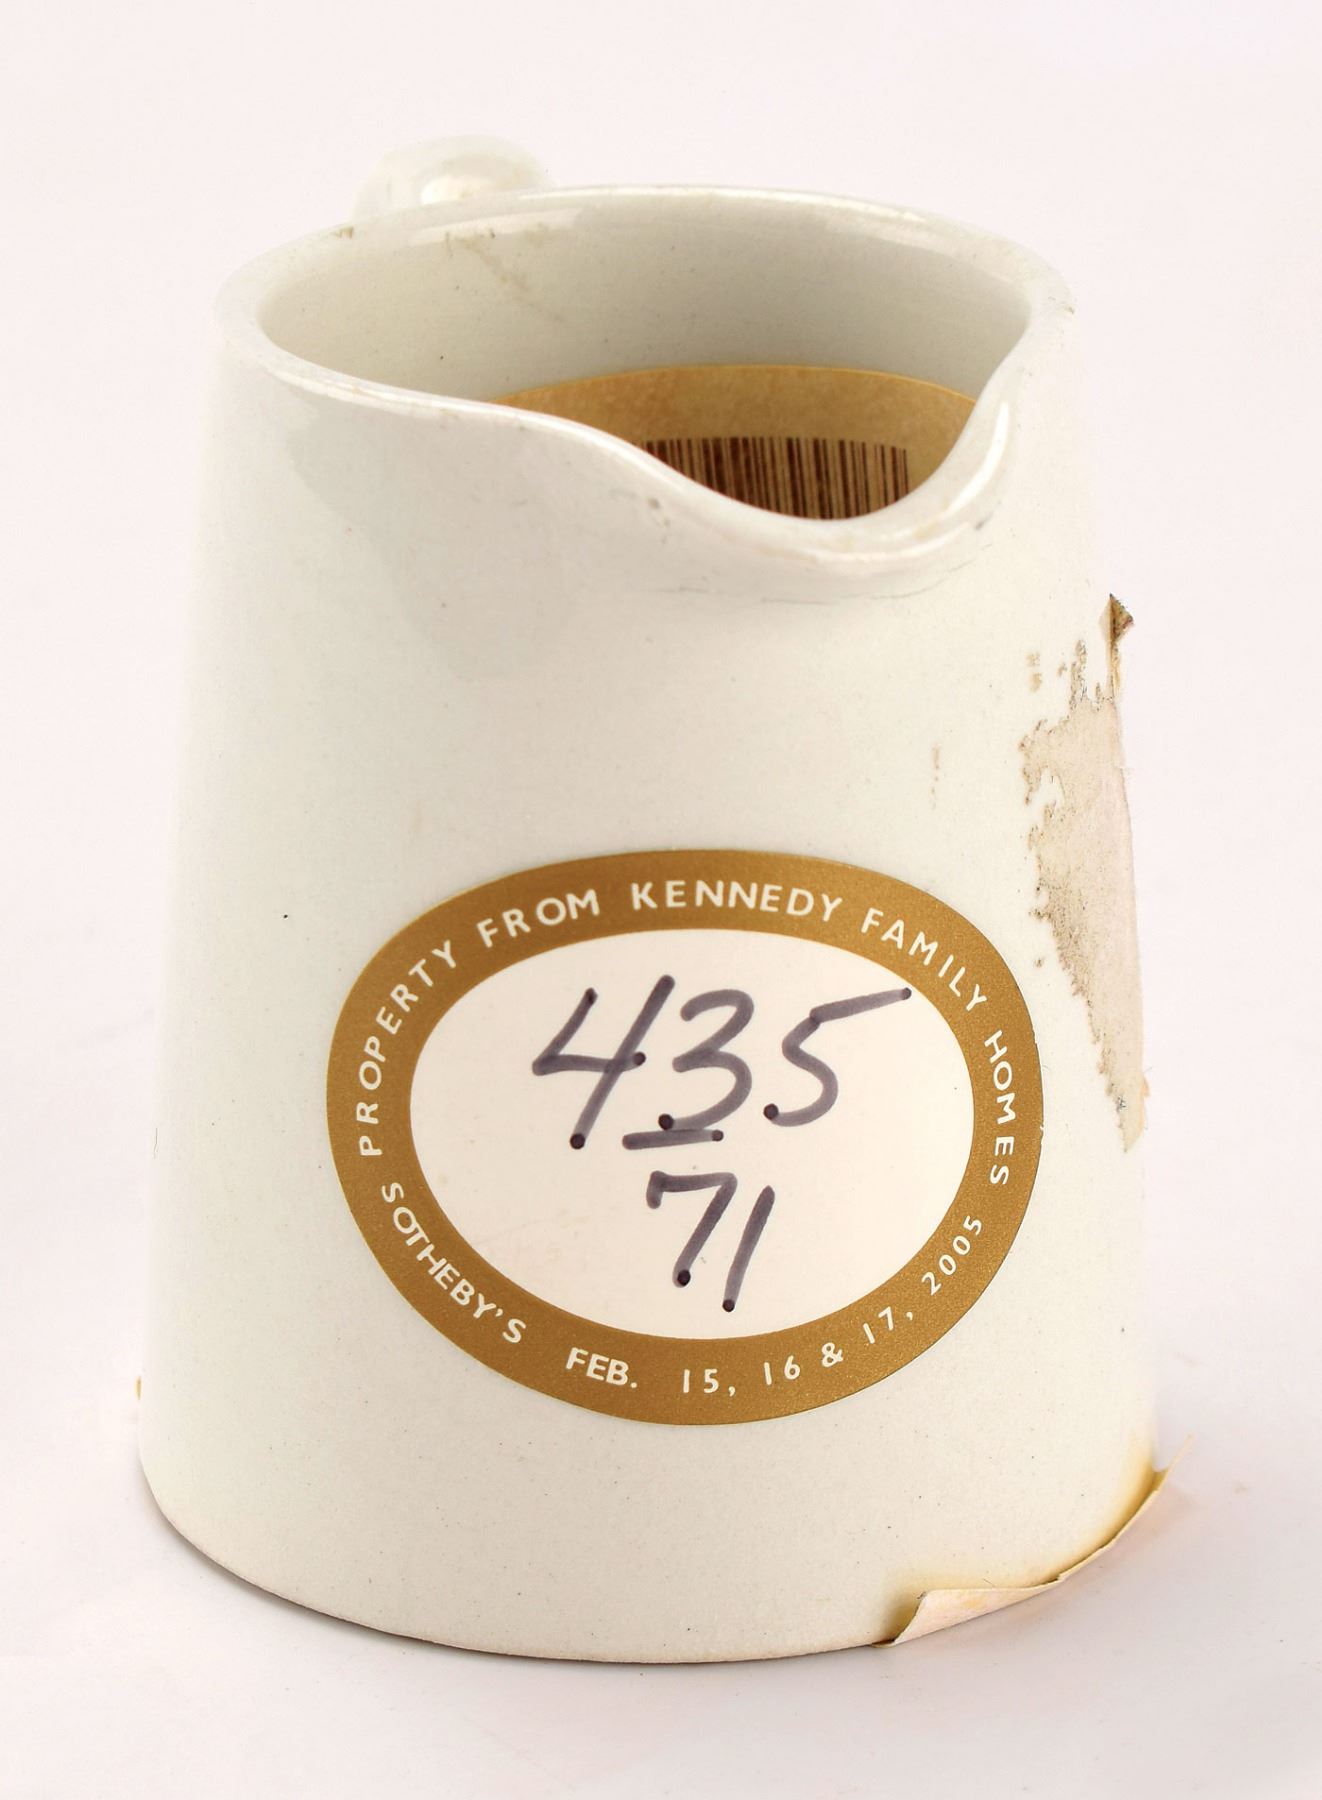 PROPERTY FROM KENNEDY FAMILY HOMES
435
71
SOTHEBY'S FEB. 15, 16 & 17, 2005